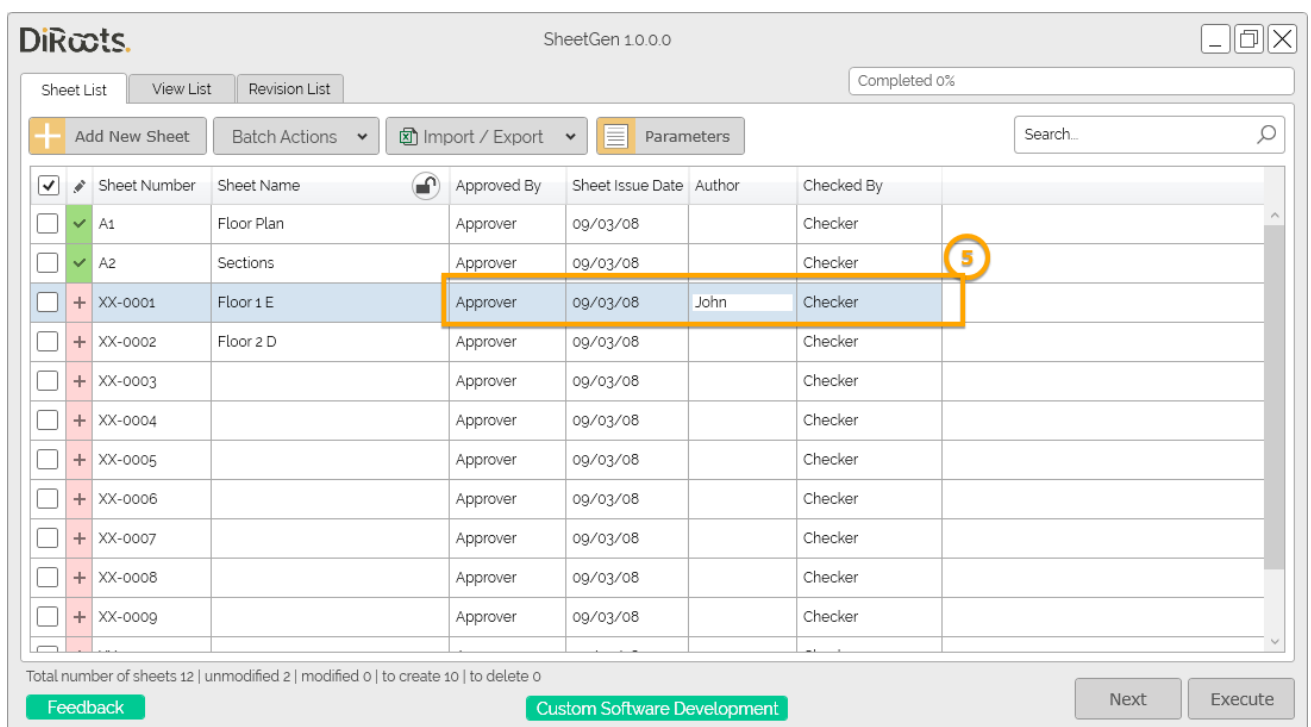 DiRoots.
SheetGen 1.0.0.0
Sheet List View List Revision List
Completed 0%
Add New Sheet Batch Actions Import / Export Parameters
Search...
Sheet Number Sheet Name Approved By Sheet Issue Date Author Checked By
A1 Floor Plan Approver 09/03/08 Checker
A2 Sections Approver 09/03/08 Checker
5
XX-0001 Floor 1 E Approver 09/03/08 John Checker
XX-0002 Floor 2 D Approver 09/03/08 Checker
XX-0003 Approver 09/03/08 Checker
XX-0004 Approver 09/03/08 Checker
XX-0005 Approver 09/03/08 Checker
XX-0006 Approver 09/03/08 Checker
XX-0007 Approver 09/03/08 Checker
XX-0008 Approver 09/03/08 Checker
XX-0009 Approver 09/03/08 Checker
Total number of sheets 12 | unmodified 2 | modified 0 | to create 10 | to delete 0
Feedback
Custom Software Development
Next Execute